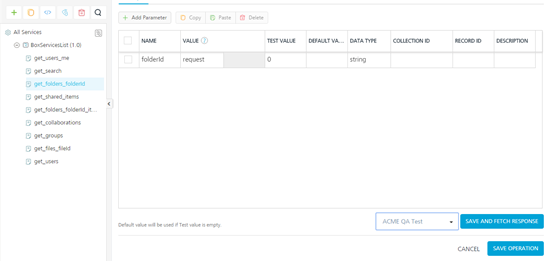 + Add Parameter Copy Paste Delete
All Services
BoxServicesList (1.0)
get_users_me
get_search
get_folders_folderid
get_shared_items
get_folders_folderid_it...
get_collaborations
get_groups
get_files_fileid
get_users
NAME VALUE ? TEST VALUE DEFAULT VA... DATA TYPE COLLECTION ID RECORD ID DESCRIPTION
folderId request 0 string
Default value will be used if Test value is empty.
ACME QA Test SAVE AND FETCH RESPONSE
CANCEL SAVE OPERATION